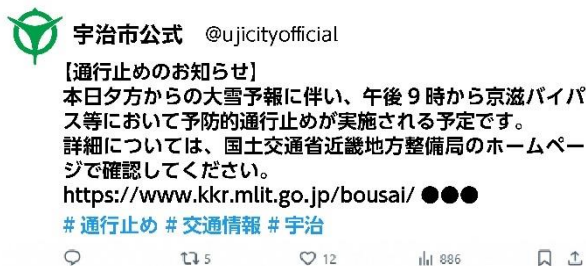 宇治市公式 @ujicityofficial
【通行止めのお知らせ】
本日夕方からの大雪予報に伴い、午後9時から京滋バイパ
ス等において予防的通行止めが実施される予定です。
詳細については、国土交通省近畿地方整備局のホームペー
ジで確認してください。
https://www.kkr.mlit.go.jp/bousai/ ●●●
#通行止め #交通情報 #宇治
5 12 886